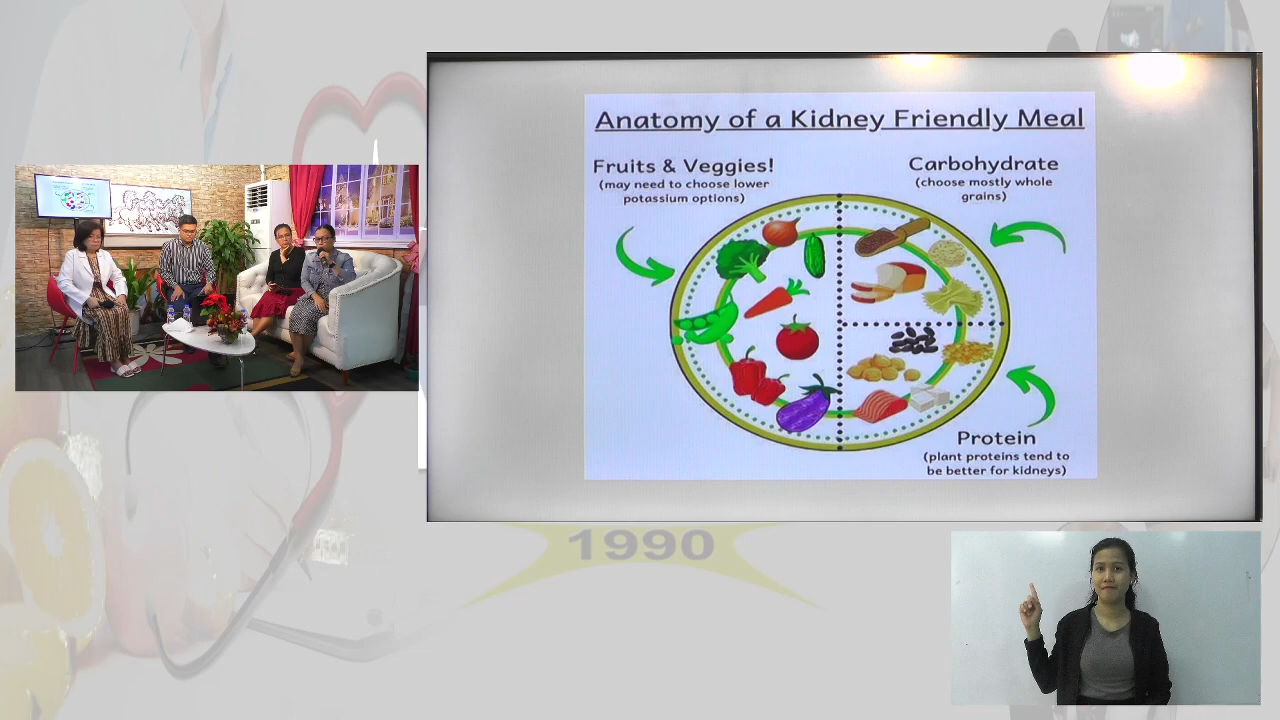 Anatomy of a Kidney Friendly Meal
Fruits & Veggies!
(may need to choose lower
potassium options)
Carbohydrate
(choose mostly whole
grains)
Protein
(plant proteins tend to
be better for kidneys)
1990